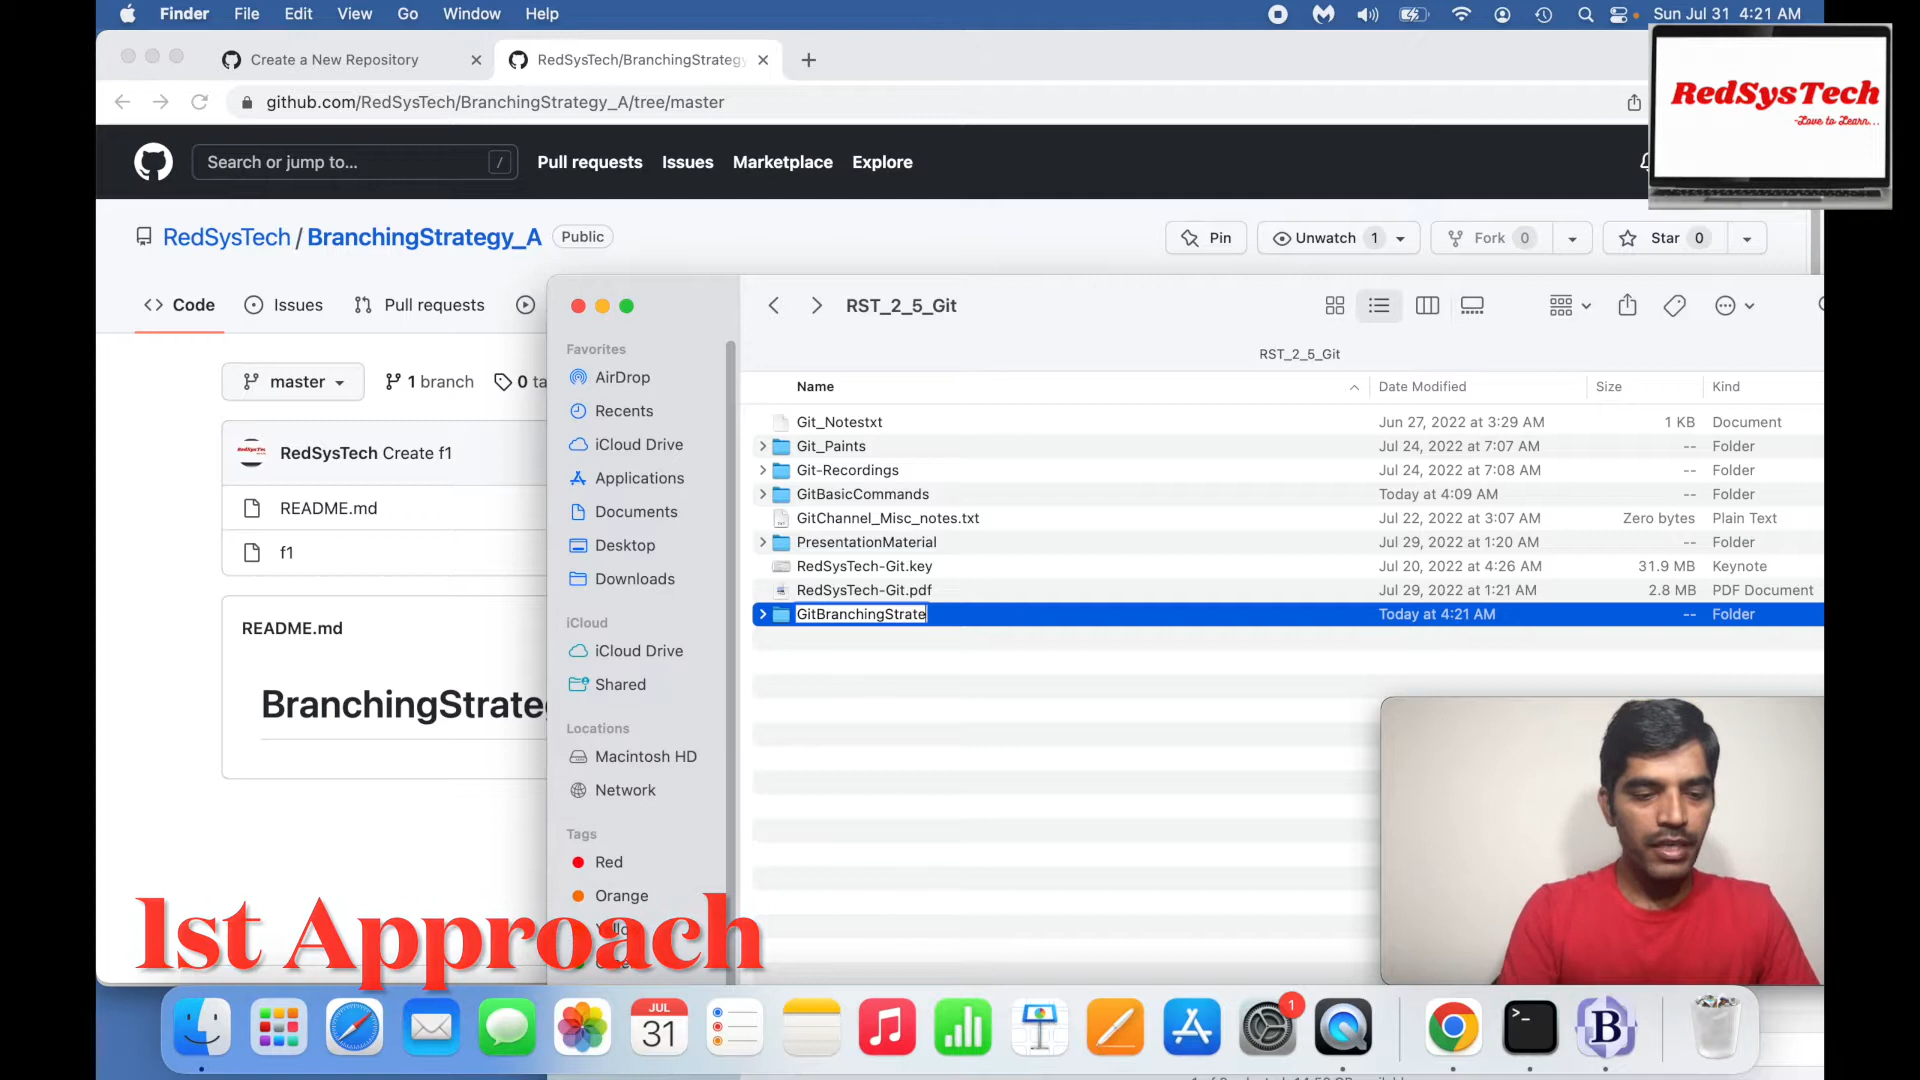 Finder File Edit View Go Window Help Sun Jul 31 4:21 AM
Create a New Repository RedSysTech/BranchingStrategy
github.com/RedSysTech/BranchingStrategy_A/tree/master
RedSysTech
-Love to Learn...
Search or jump to... / Pull requests Issues Marketplace Explore
RedSysTech / BranchingStrategy_A Public Pin Unwatch 1 Fork 0 Star 0
Code Issues Pull requests
master 1 branch 0 ta
RedSysTech Create f1
README.md
f1
README.md
BranchingStrateg
RST_2_5_Git
RST_2_5_Git
Favorites
AirDrop
Recents
iCloud Drive
Applications
Documents
Desktop
Downloads
iCloud
iCloud Drive
Shared
Locations
Macintosh HD
Network
Tags
Red
Orange
Name Date Modified Size Kind
Git_Notestxt Jun 27, 2022 at 3:29 AM 1 KB Document
Git_Paints Jul 24, 2022 at 7:07 AM -- Folder
Git-Recordings Jul 24, 2022 at 7:08 AM -- Folder
GitBasicCommands Today at 4:09 AM -- Folder
GitChannel_Misc_notes.txt Jul 22, 2022 at 3:07 AM Zero bytes Plain Text
PresentationMaterial Jul 29, 2022 at 1:20 AM -- Folder
RedSysTech-Git.key Jul 20, 2022 at 4:26 AM 31.9 MB Keynote
RedSysTech-Git.pdf Jul 29, 2022 at 1:21 AM 2.8 MB PDF Document
GitBranchingStrate Today at 4:21 AM -- Folder
1st Approach
JUL
31
1